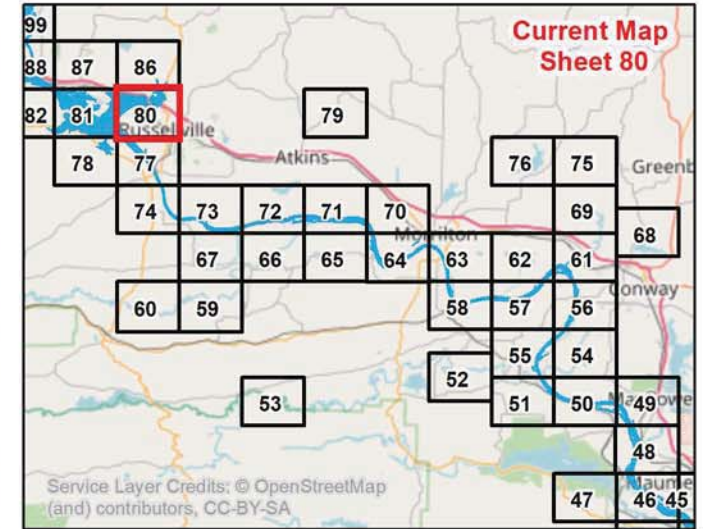 99
Current Map
Sheet 80
88 87 86
82 81 80 79
Russellville
Atkins
78 77 76 75
Greenb
74 73 72 71 70 69
68
Morrilton
67 66 65 64 63 62 61
Conway
60 59 58 57 56
55 54
52
53 51 50 49
48
Maume
47 46 45
Service Layer Credits: © OpenStreetMap
(and) contributors, CC-BY-SA